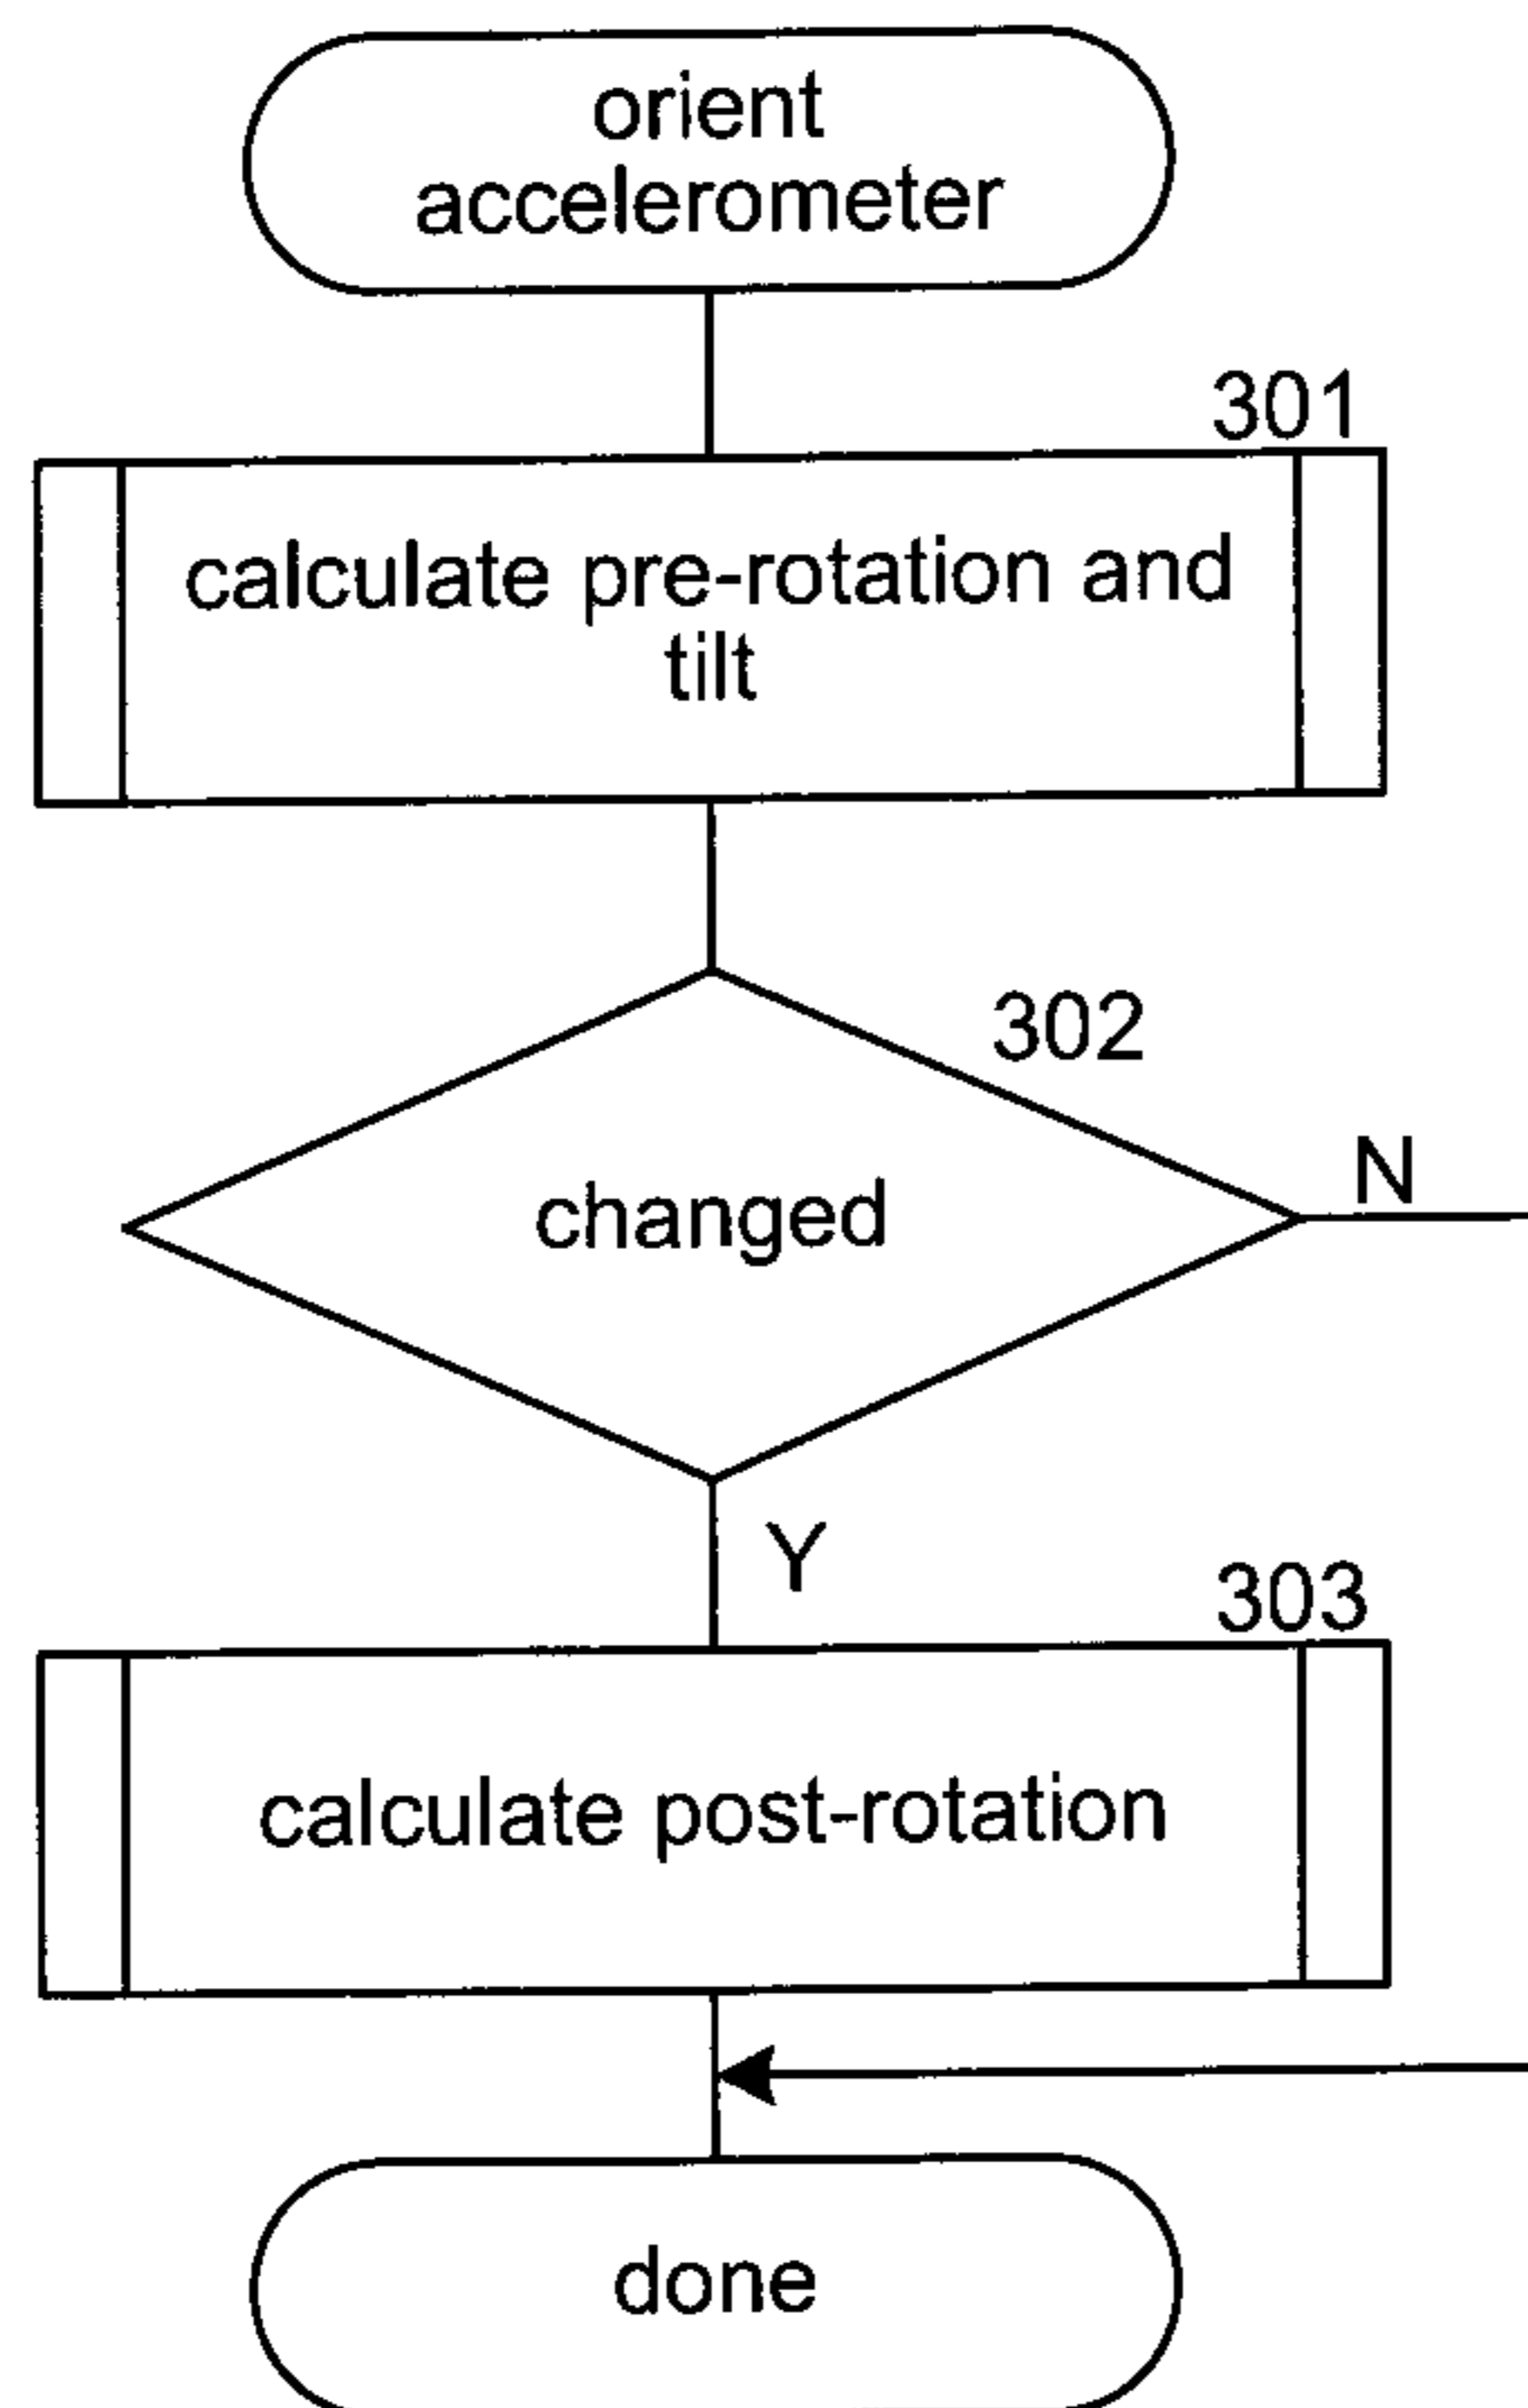 orient
accelerometer
301
calculate pre-rotation and
tilt
302
changed
N
Y
303
calculate post-rotation
done